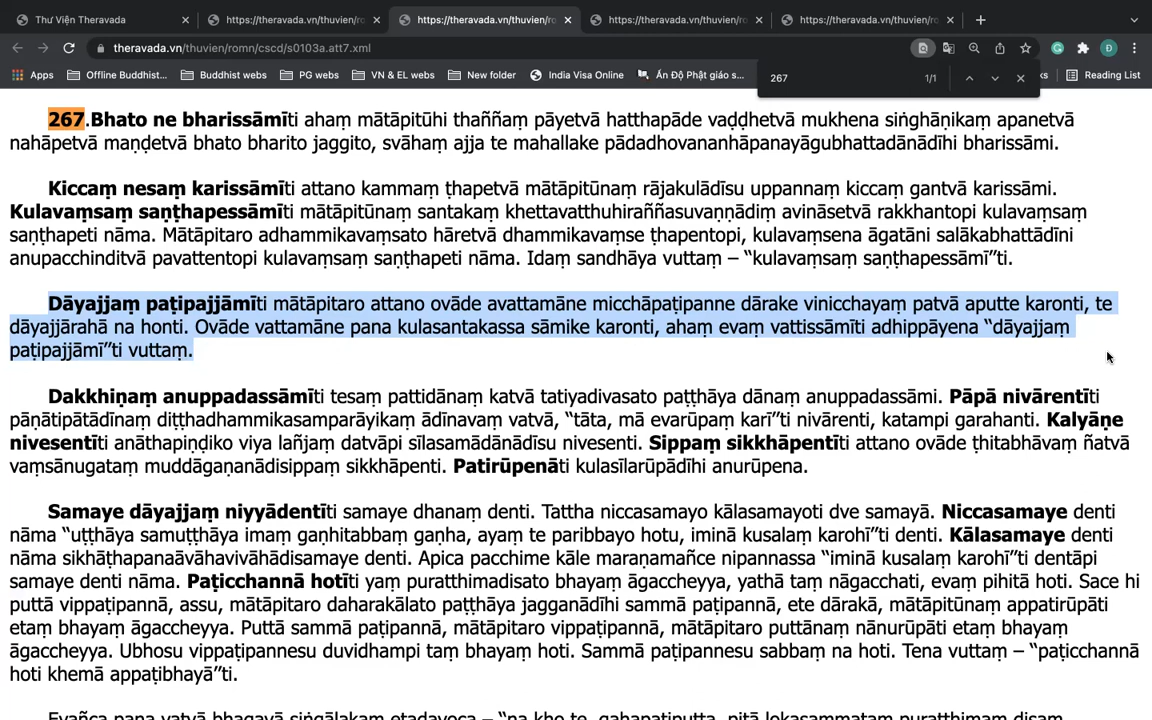 Thư Viện Theravada
https://theravada.vn/thuvien/ro
https://theravada.vn/thuvien/ro
https://theravada.vn/thuvien/ro
https://theravada.vn/thuvien/ro
theravada.vn/thuvien/romn/cscd/s0103a.att7.xml
Apps
Offline Buddhist...
Buddhist webs
PG webs
VN & EL webs
New folder
India Visa Online
Ấn Độ Phật giáo s...
ks
Reading List
267
1/1
267.Bhato ne bharissāmīti ahaṃ mātāpitūhi thaññaṃ pāyetvā hatthapāde vaḍḍhetvā mukhena siṅghāṇikaṃ apanetvā
nahāpetvā maṇḍetvā bhato bharito jaggito, svāhaṃ ajja te mahallake pādadhovananhāpanayāgubhattadānādīhi bharissāmi.
Kiccaṃ nesaṃ karissāmīti attano kammaṃ ṭhapetvā mātāpitūnaṃ rājakulādīsu uppannaṃ kiccaṃ gantvā karissāmi.
Kulavaṃsaṃ saṇṭhapessāmīti mātāpitūnaṃ santakaṃ khettavatthuhiraññasuvaṇṇādiṃ avināsetvā rakkhantopi kulavaṃsaṃ
saṇṭhapeti nāma. Mātāpitaro adhammikavaṃsato hāretvā dhammikavaṃse ṭhapentopi, kulavaṃsena āgatāni salākabhattādīni
anupacchinditvā pavattentopi kulavaṃsaṃ saṇṭhapeti nāma. Idaṃ sandhāya vuttaṃ – “kulavaṃsaṃ saṇṭhapessāmī”ti.
Dāyajjaṃ paṭipajjāmīti mātāpitaro attano ovāde avattamāne micchāpaṭipanne dārake vinicchayaṃ patvā aputte karonti, te
dāyajjārahā na honti. Ovāde vattamāne pana kulasantakassa sāmike karonti, ahaṃ evaṃ vattissāmīti adhippāyena “dāyajjaṃ
paṭipajjāmī”ti vuttaṃ.
Dakkhiṇaṃ anuppadassāmīti tesaṃ pattidānaṃ katvā tatiyadivasato paṭṭhāya dānaṃ anuppadassāmi. Pāpā nivārentīti
pāṇātipātādīnaṃ diṭṭhadhammikasamparāyikaṃ ādīnavaṃ vatvā, “tāta, mā evarūpaṃ karī”ti nivārenti, katampi garahanti. Kalyāṇe
nivesentīti anāthapiṇḍiko viya lañjaṃ datvāpi sīlasamādānādīsu nivesenti. Sippaṃ sikkhāpentīti attano ovāde ṭhitabhāvaṃ ñatvā
vaṃsānugataṃ muddāgaṇanādisippaṃ sikkhāpenti. Patirūpenāti kulasīlarūpādīhi anurūpena.
Samaye dāyajjaṃ niyyādentīti samaye dhanaṃ denti. Tattha niccasamayo kālasamayoti dve samayā. Niccasamaye denti
nāma “uṭṭhāya samuṭṭhāya imaṃ gaṇhitabbaṃ gaṇha, ayaṃ te paribbayo hotu, iminā kusalaṃ karohī”ti denti. Kālasamaye denti
nāma sikhāṭhapanaāvāhavivāhādisamaye denti. Apica pacchime kāle maraṇamañce nipannassa “iminā kusalaṃ karohī”ti dentāpi
samaye denti nāma. Paṭicchannā hotīti yaṃ puratthimadisato bhayaṃ āgaccheyya, yathā taṃ nāgacchati, evaṃ pihitā hoti. Sace hi
puttā vippaṭipannā, assu, mātāpitaro daharakālato paṭṭhāya jagganādīhi sammā paṭipannā, ete dārakā, mātāpitūnaṃ appatirūpāti
etaṃ bhayaṃ āgaccheyya. Puttā sammā paṭipannā, mātāpitaro vippaṭipannā, mātāpitaro puttānaṃ nānurūpāti etaṃ bhayaṃ
āgaccheyya. Ubhosu vippaṭipannesu duvidhampi taṃ bhayaṃ hoti. Sammā paṭipannesu sabbaṃ na hoti. Tena vuttaṃ – “paṭicchannā
hoti khemā appaṭibhayā”ti.
Evañca pana vatvā bhagavā siṅgālakaṃ etadavoca – “na kho te, gahapatiputta, pitā lokasammataṃ puratthimaṃ disaṃ